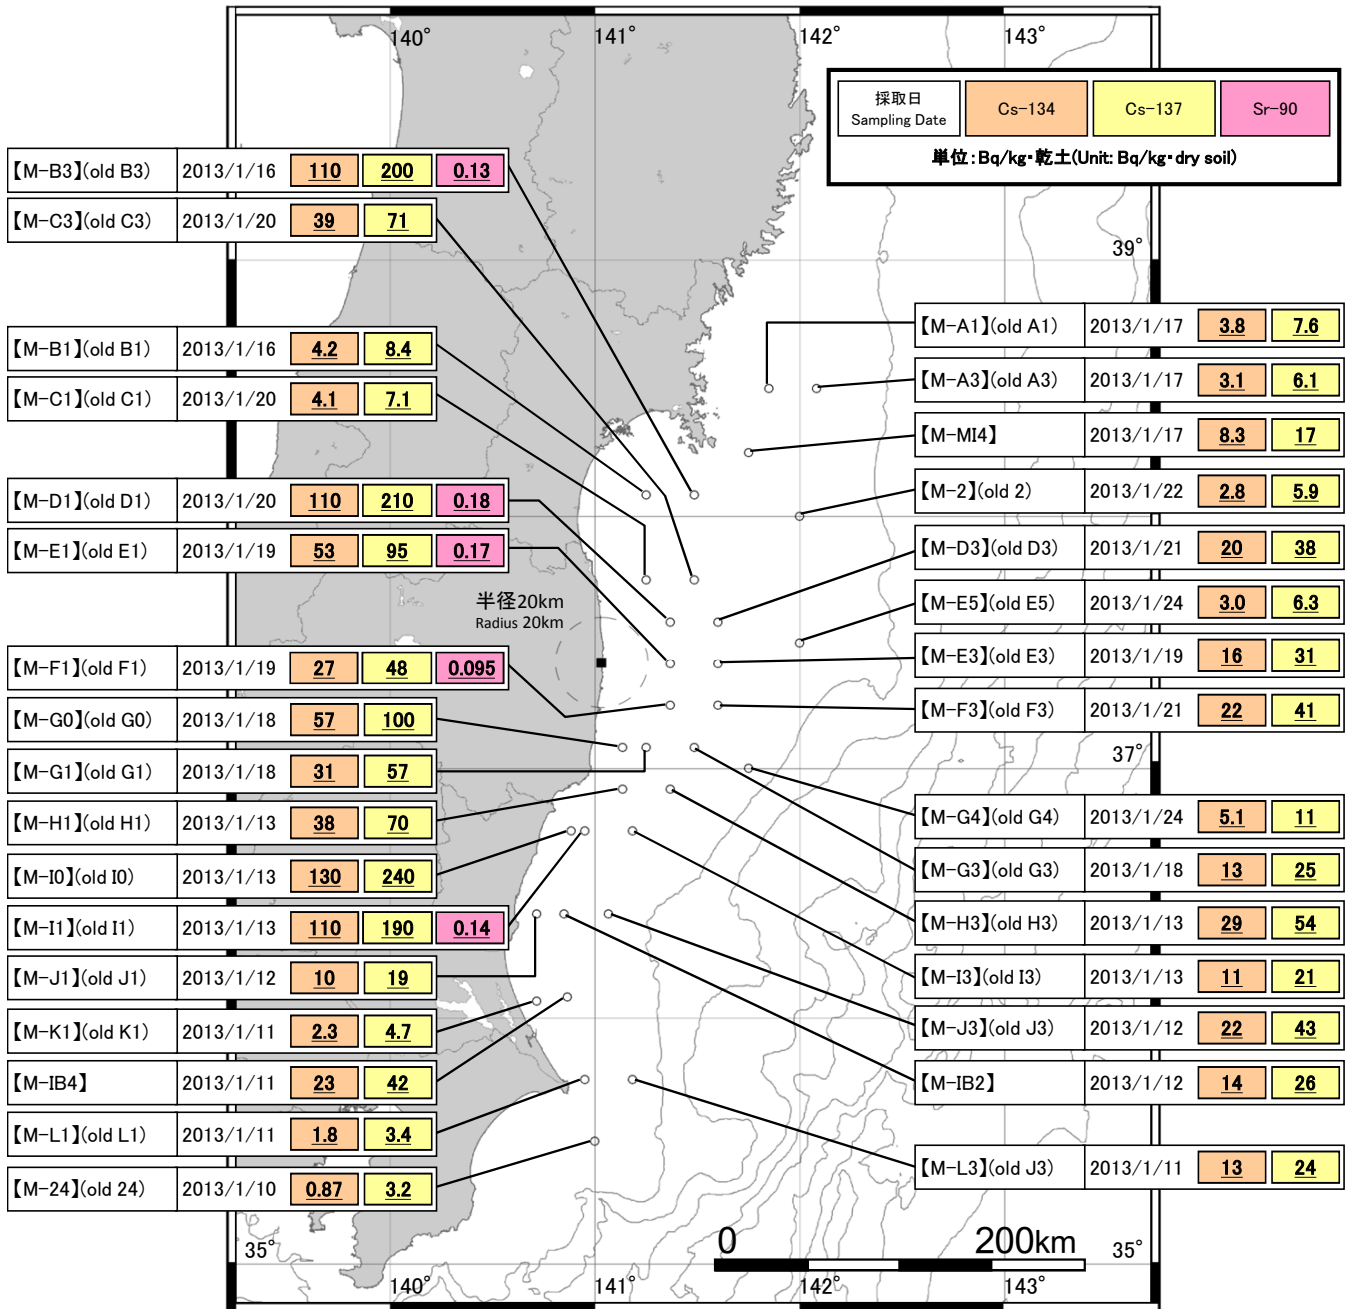 140° 141° 142° 143°
採取日
Sampling Date
Cs-134
Cs-137
Sr-90
単位：Bq/kg・乾土(Unit: Bq/kg・dry soil)
【M-B3】(old B3) 2013/1/16 110 200 0.13
【M-C3】(old C3) 2013/1/20 39 71
39°
【M-B1】(old B1) 2013/1/16 4.2 8.4
【M-C1】(old C1) 2013/1/20 4.1 7.1
【M-D1】(old D1) 2013/1/20 110 210 0.18
【M-E1】(old E1) 2013/1/19 53 95 0.17
半径20km
Radius 20km
【M-F1】(old F1) 2013/1/19 27 48 0.095
【M-G0】(old G0) 2013/1/18 57 100
【M-G1】(old G1) 2013/1/18 31 57
【M-H1】(old H1) 2013/1/13 38 70
【M-I0】(old I0) 2013/1/13 130 240
【M-I1】(old I1) 2013/1/13 110 190 0.14
【M-J1】(old J1) 2013/1/12 10 19
【M-K1】(old K1) 2013/1/11 2.3 4.7
【M-IB4】 2013/1/11 23 42
【M-L1】(old L1) 2013/1/11 1.8 3.4
【M-24】(old 24) 2013/1/10 0.87 3.2
【M-A1】(old A1) 2013/1/17 3.8 7.6
【M-A3】(old A3) 2013/1/17 3.1 6.1
【M-MI4】 2013/1/17 8.3 17
【M-2】(old 2) 2013/1/22 2.8 5.9
【M-D3】(old D3) 2013/1/21 20 38
【M-E5】(old E5) 2013/1/24 3.0 6.3
【M-E3】(old E3) 2013/1/19 16 31
【M-F3】(old F3) 2013/1/21 22 41
37°
【M-G4】(old G4) 2013/1/24 5.1 11
【M-G3】(old G3) 2013/1/18 13 25
【M-H3】(old H3) 2013/1/13 29 54
【M-I3】(old I3) 2013/1/13 11 21
【M-J3】(old J3) 2013/1/12 22 43
【M-IB2】 2013/1/12 14 26
【M-L3】(old J3) 2013/1/11 13 24
0 200km
35° 35°
140° 141° 142° 143°